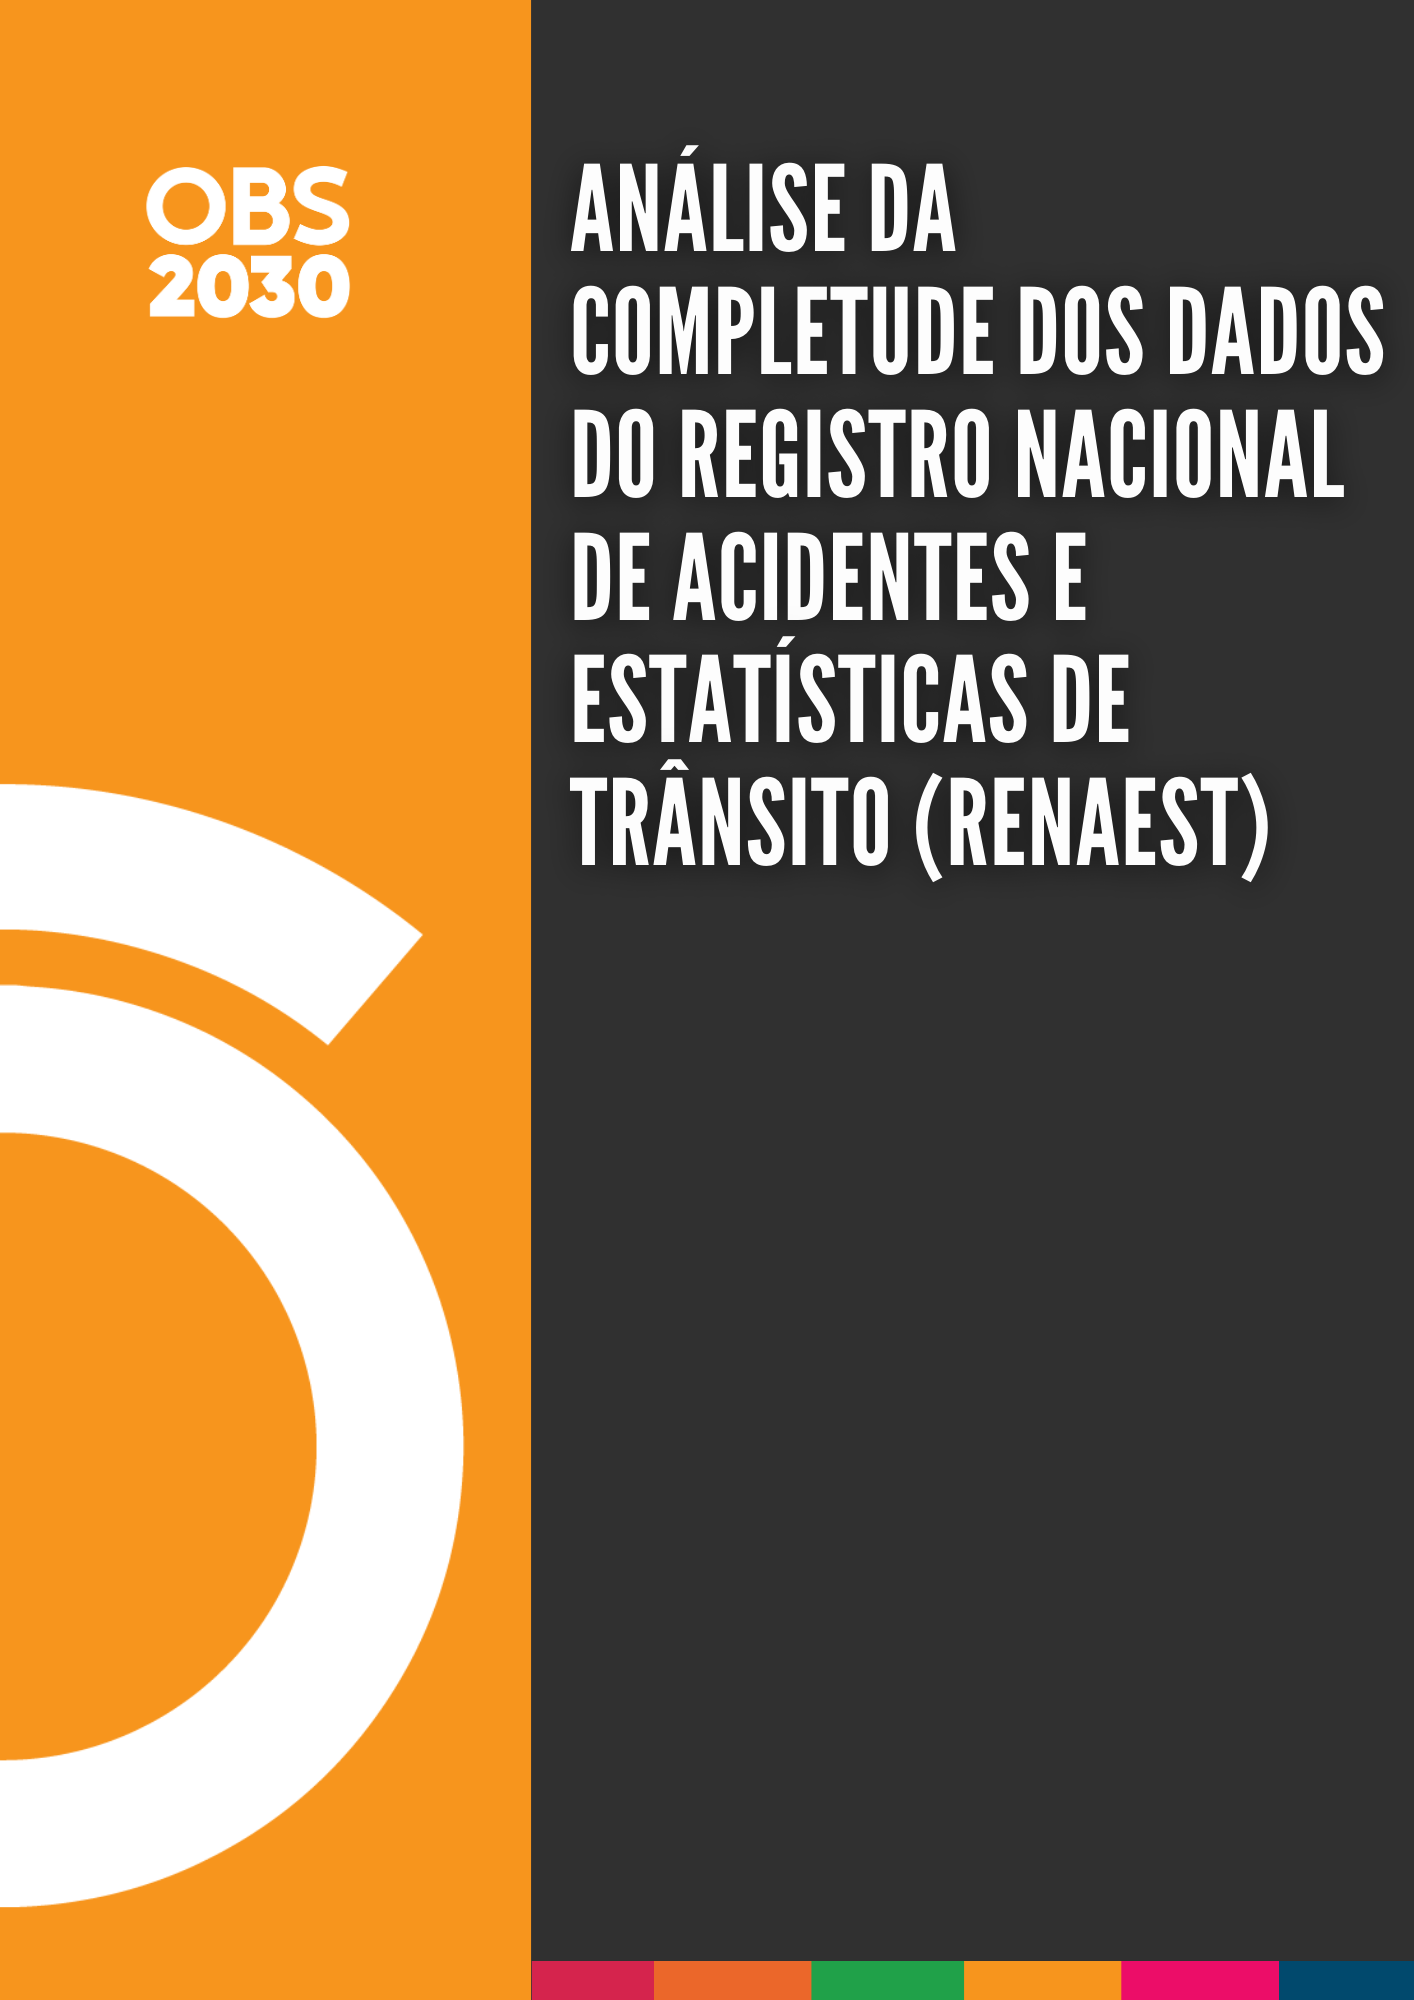 OBS
2030
ANÁLISE DA
COMPLETUDE DOS DADOS
DO REGISTRO NACIONAL
DE ACIDENTES E
ESTATÍSTICAS DE
TRÂNSITO (RENAEST)